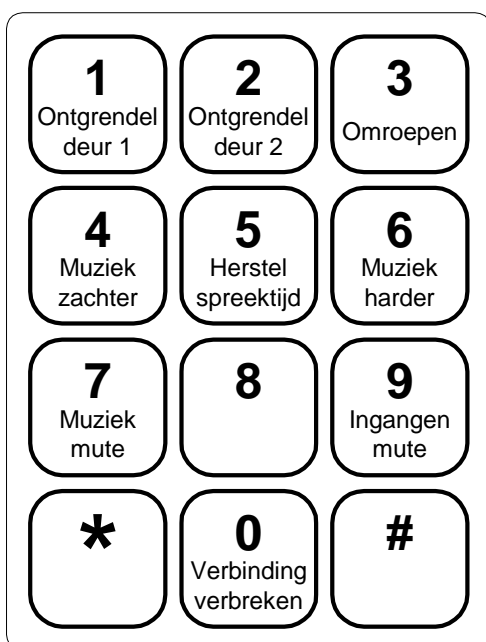 1
Ontgrendel
deur 1
2
Ontgrendel
deur 2
3
Omroepen
4
Muziek
zachter
5
Herstel
spreektijd
6
Muziek
harder
7
Muziek
mute
8
9
Ingangen
mute
*
0
Verbinding
verbreken
#